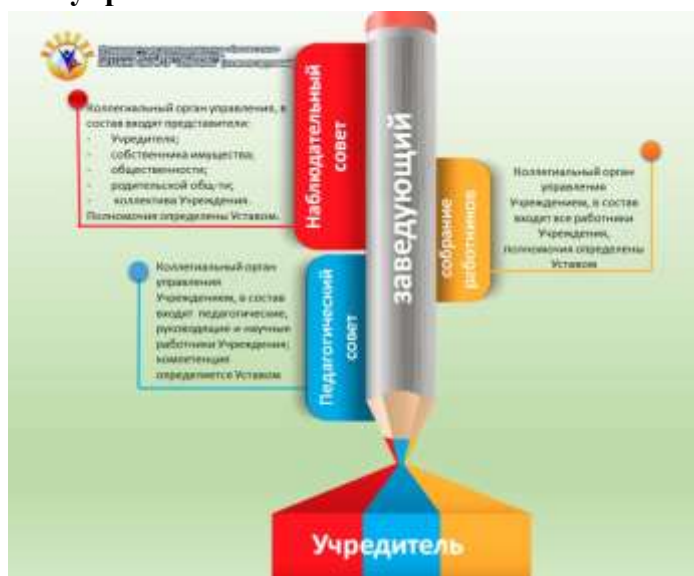 Коллегиальный орган управления, в
состав входят представители:
- Учредителя;
- собственника имущества;
- общественности;
- родительской общ-ти;
- коллектива Учреждения.
Полномочия определены Уставом.
Наблюдательный
совет
заведующий
собрание
работников
Коллегиальный орган
управления
Учреждением, в состав
входят все работники
Учреждения,
полномочия определены
Уставом
Коллегиальный орган
управления
Учреждением, в состав
входят педагогические,
руководящие и научные
работники Учреждения;
компетенция
определяется Уставом
Педагогический
совет
Учредитель